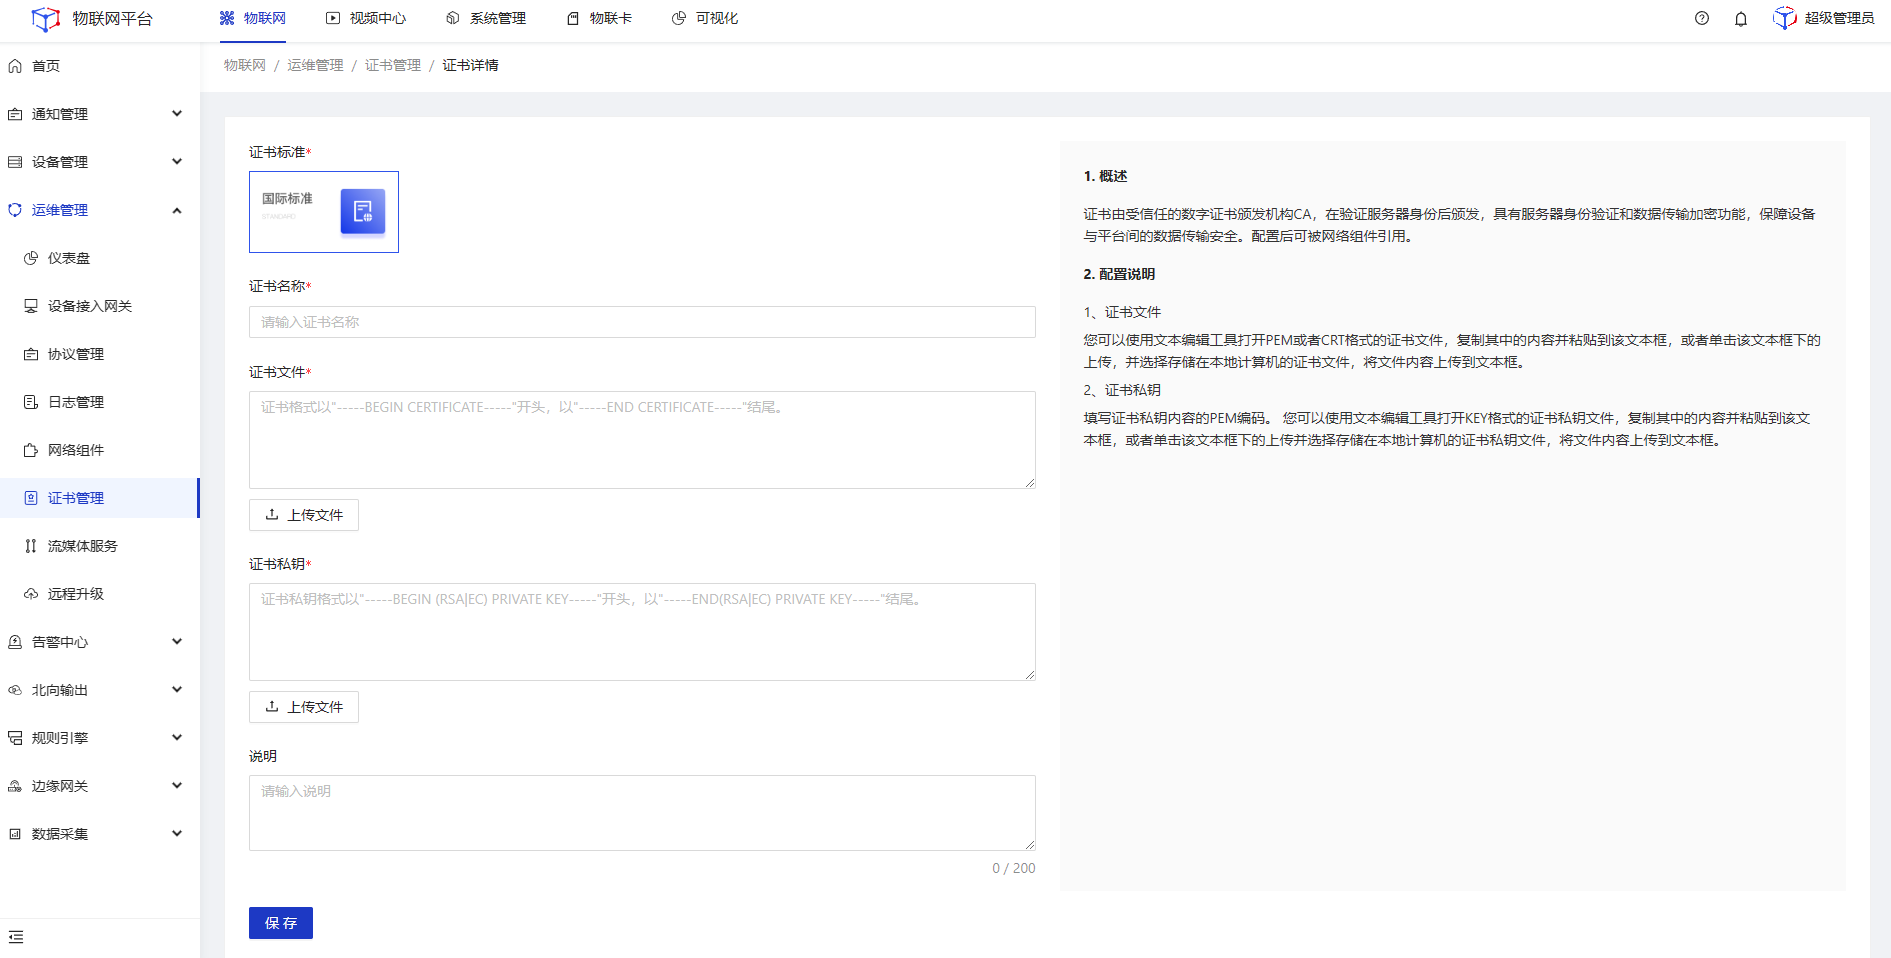 物联网平台
物联网
视频中心
系统管理
物联卡
可视化
超级管理员
首页
通知管理
设备管理
运维管理
仪表盘
设备接入网关
协议管理
日志管理
网络组件
证书管理
流媒体服务
远程升级
告警中心
北向输出
规则引擎
边缘网关
数据采集
物联网 / 运维管理 / 证书管理 / 证书详情
证书标准*
国际标准
STANDARD
证书名称*
请输入证书名称
证书文件*
证书格式以"-----BEGIN CERTIFICATE-----"开头，以"-----END CERTIFICATE-----"结尾。
上传文件
证书私钥*
证书私钥格式以"-----BEGIN (RSA|EC) PRIVATE KEY-----"开头，以"-----END(RSA|EC) PRIVATE KEY-----"结尾。
上传文件
说明
请输入说明
0 / 200
保 存
1. 概述
证书由受信任的数字证书颁发机构CA，在验证服务器身份后颁发，具有服务器身份验证和数据传输加密功能，保障设备
与平台间的数据传输安全。配置后可被网络组件引用。
2. 配置说明
1、证书文件
您可以使用文本编辑工具打开PEM或者CRT格式的证书文件，复制其中的内容并粘贴到该文本框，或者单击该文本框下的
上传，并选择存储在本地计算机的证书文件，将文件内容上传到文本框。
2、证书私钥
填写证书私钥内容的PEM编码。 您可以使用文本编辑工具打开KEY格式的证书私钥文件，复制其中的内容并粘贴到该文
本框，或者单击该文本框下的上传并选择存储在本地计算机的证书私钥文件，将文件内容上传到文本框。